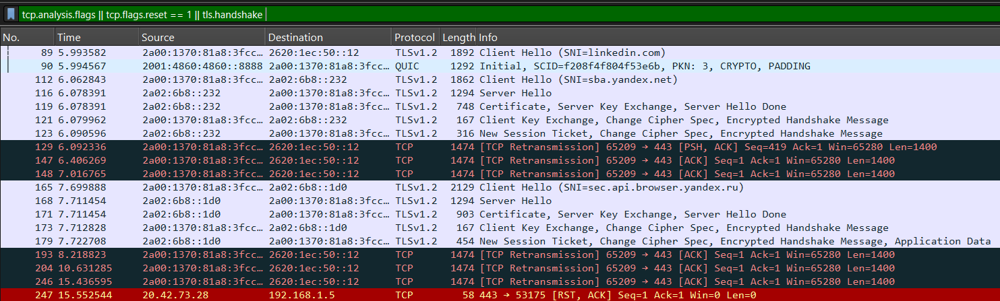 tcp.analysis.flags || tcp.flags.reset == 1 || tls.handshake
No. Time Source Destination Protocol Length Info
89 5.993582 2a00:1370:81a8:3fcc… 2620:1ec:50::12 TLSv1.2 1892 Client Hello (SNI=linkedin.com)
90 5.994567 2001:4860:4860::8888 2a00:1370:81a8:3fcc… QUIC 1292 Initial, SCID=f208f4f804f53e6b, PKN: 3, CRYPTO, PADDING
112 6.062843 2a00:1370:81a8:3fcc… 2a02:6b8::232 TLSv1.2 1862 Client Hello (SNI=sba.yandex.net)
116 6.078391 2a02:6b8::232 2a00:1370:81a8:3fcc… TLSv1.2 1294 Server Hello
119 6.078391 2a02:6b8::232 2a00:1370:81a8:3fcc… TLSv1.2 748 Certificate, Server Key Exchange, Server Hello Done
121 6.079962 2a00:1370:81a8:3fcc… 2a02:6b8::232 TLSv1.2 167 Client Key Exchange, Change Cipher Spec, Encrypted Handshake Message
123 6.090596 2a02:6b8::232 2a00:1370:81a8:3fcc… TLSv1.2 316 New Session Ticket, Change Cipher Spec, Encrypted Handshake Message
129 6.092336 2a00:1370:81a8:3fcc… 2620:1ec:50::12 TCP 1474 [TCP Retransmission] 65209 → 443 [PSH, ACK] Seq=419 Ack=1 Win=65280 Len=1400
147 6.406269 2a00:1370:81a8:3fcc… 2620:1ec:50::12 TCP 1474 [TCP Retransmission] 65209 → 443 [ACK] Seq=1 Ack=1 Win=65280 Len=1400
148 7.016765 2a00:1370:81a8:3fcc… 2620:1ec:50::12 TCP 1474 [TCP Retransmission] 65209 → 443 [ACK] Seq=1 Ack=1 Win=65280 Len=1400
165 7.699888 2a00:1370:81a8:3fcc… 2a02:6b8::1d0 TLSv1.2 2129 Client Hello (SNI=sec.api.browser.yandex.ru)
168 7.711454 2a02:6b8::1d0 2a00:1370:81a8:3fcc… TLSv1.2 1294 Server Hello
171 7.711454 2a02:6b8::1d0 2a00:1370:81a8:3fcc… TLSv1.2 903 Certificate, Server Key Exchange, Server Hello Done
173 7.712828 2a00:1370:81a8:3fcc… 2a02:6b8::1d0 TLSv1.2 167 Client Key Exchange, Change Cipher Spec, Encrypted Handshake Message
179 7.722708 2a02:6b8::1d0 2a00:1370:81a8:3fcc… TLSv1.2 454 New Session Ticket, Change Cipher Spec, Encrypted Handshake Message, Application Data
193 8.218823 2a00:1370:81a8:3fcc… 2620:1ec:50::12 TCP 1474 [TCP Retransmission] 65209 → 443 [ACK] Seq=1 Ack=1 Win=65280 Len=1400
204 10.631285 2a00:1370:81a8:3fcc… 2620:1ec:50::12 TCP 1474 [TCP Retransmission] 65209 → 443 [ACK] Seq=1 Ack=1 Win=65280 Len=1400
246 15.436595 2a00:1370:81a8:3fcc… 2620:1ec:50::12 TCP 1474 [TCP Retransmission] 65209 → 443 [ACK] Seq=1 Ack=1 Win=65280 Len=1400
247 15.552544 20.42.73.28 192.168.1.5 TCP 58 443 → 53175 [RST, ACK] Seq=1 Ack=1 Win=0 Len=0